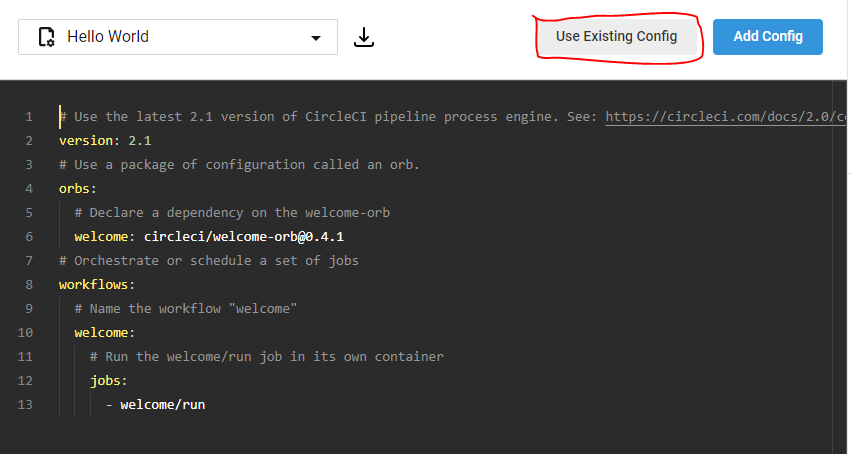 Hello World
Use Existing Config
Add Config
1 # Use the latest 2.1 version of CircleCI pipeline process engine. See: https://circleci.com/docs/2.0/co
2 version: 2.1
3 # Use a package of configuration called an orb.
4 orbs:
5 # Declare a dependency on the welcome-orb
6 welcome: circleci/welcome-orb@0.4.1
7 # Orchestrate or schedule a set of jobs
8 workflows:
9 # Name the workflow "welcome"
10 welcome:
11 # Run the welcome/run job in its own container
12 jobs:
13 - welcome/run